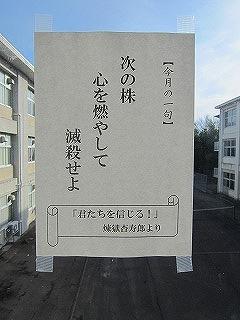 【今月の一句】
次の株
心を燃やして
滅殺せよ
「君たちを信じる！」
煉獄杏寿郎より